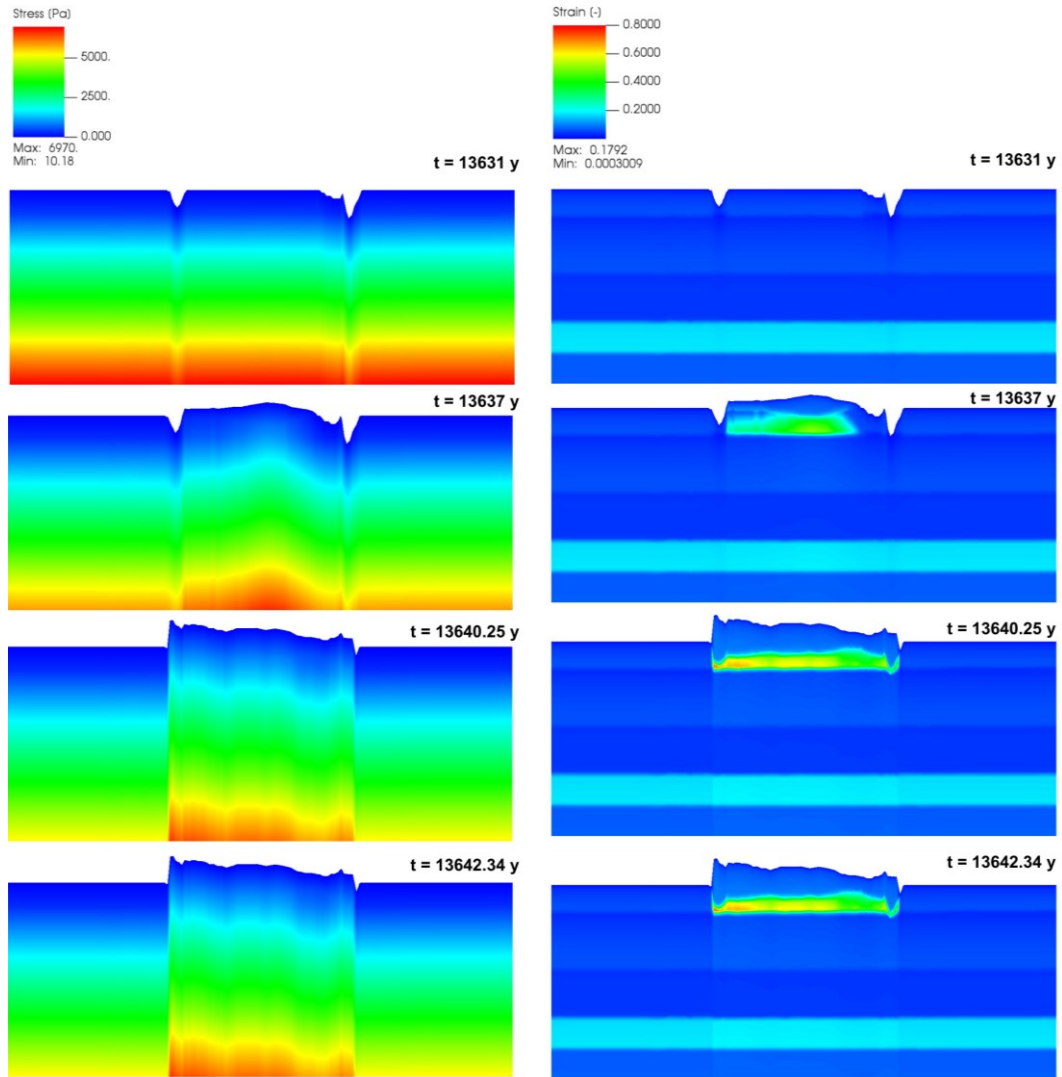 Stress (Pa)
5000.
2500.
0.000
Max: 6970.
Min: 10.18
t = 13631 y
Strain (-)
0.8000
0.6000
0.4000
0.2000
Max: 0.1792
Min: 0.0003009
t = 13631 y
t = 13637 y
t = 13637 y
t = 13640.25 y
t = 13640.25 y
t = 13642.34 y
t = 13642.34 y